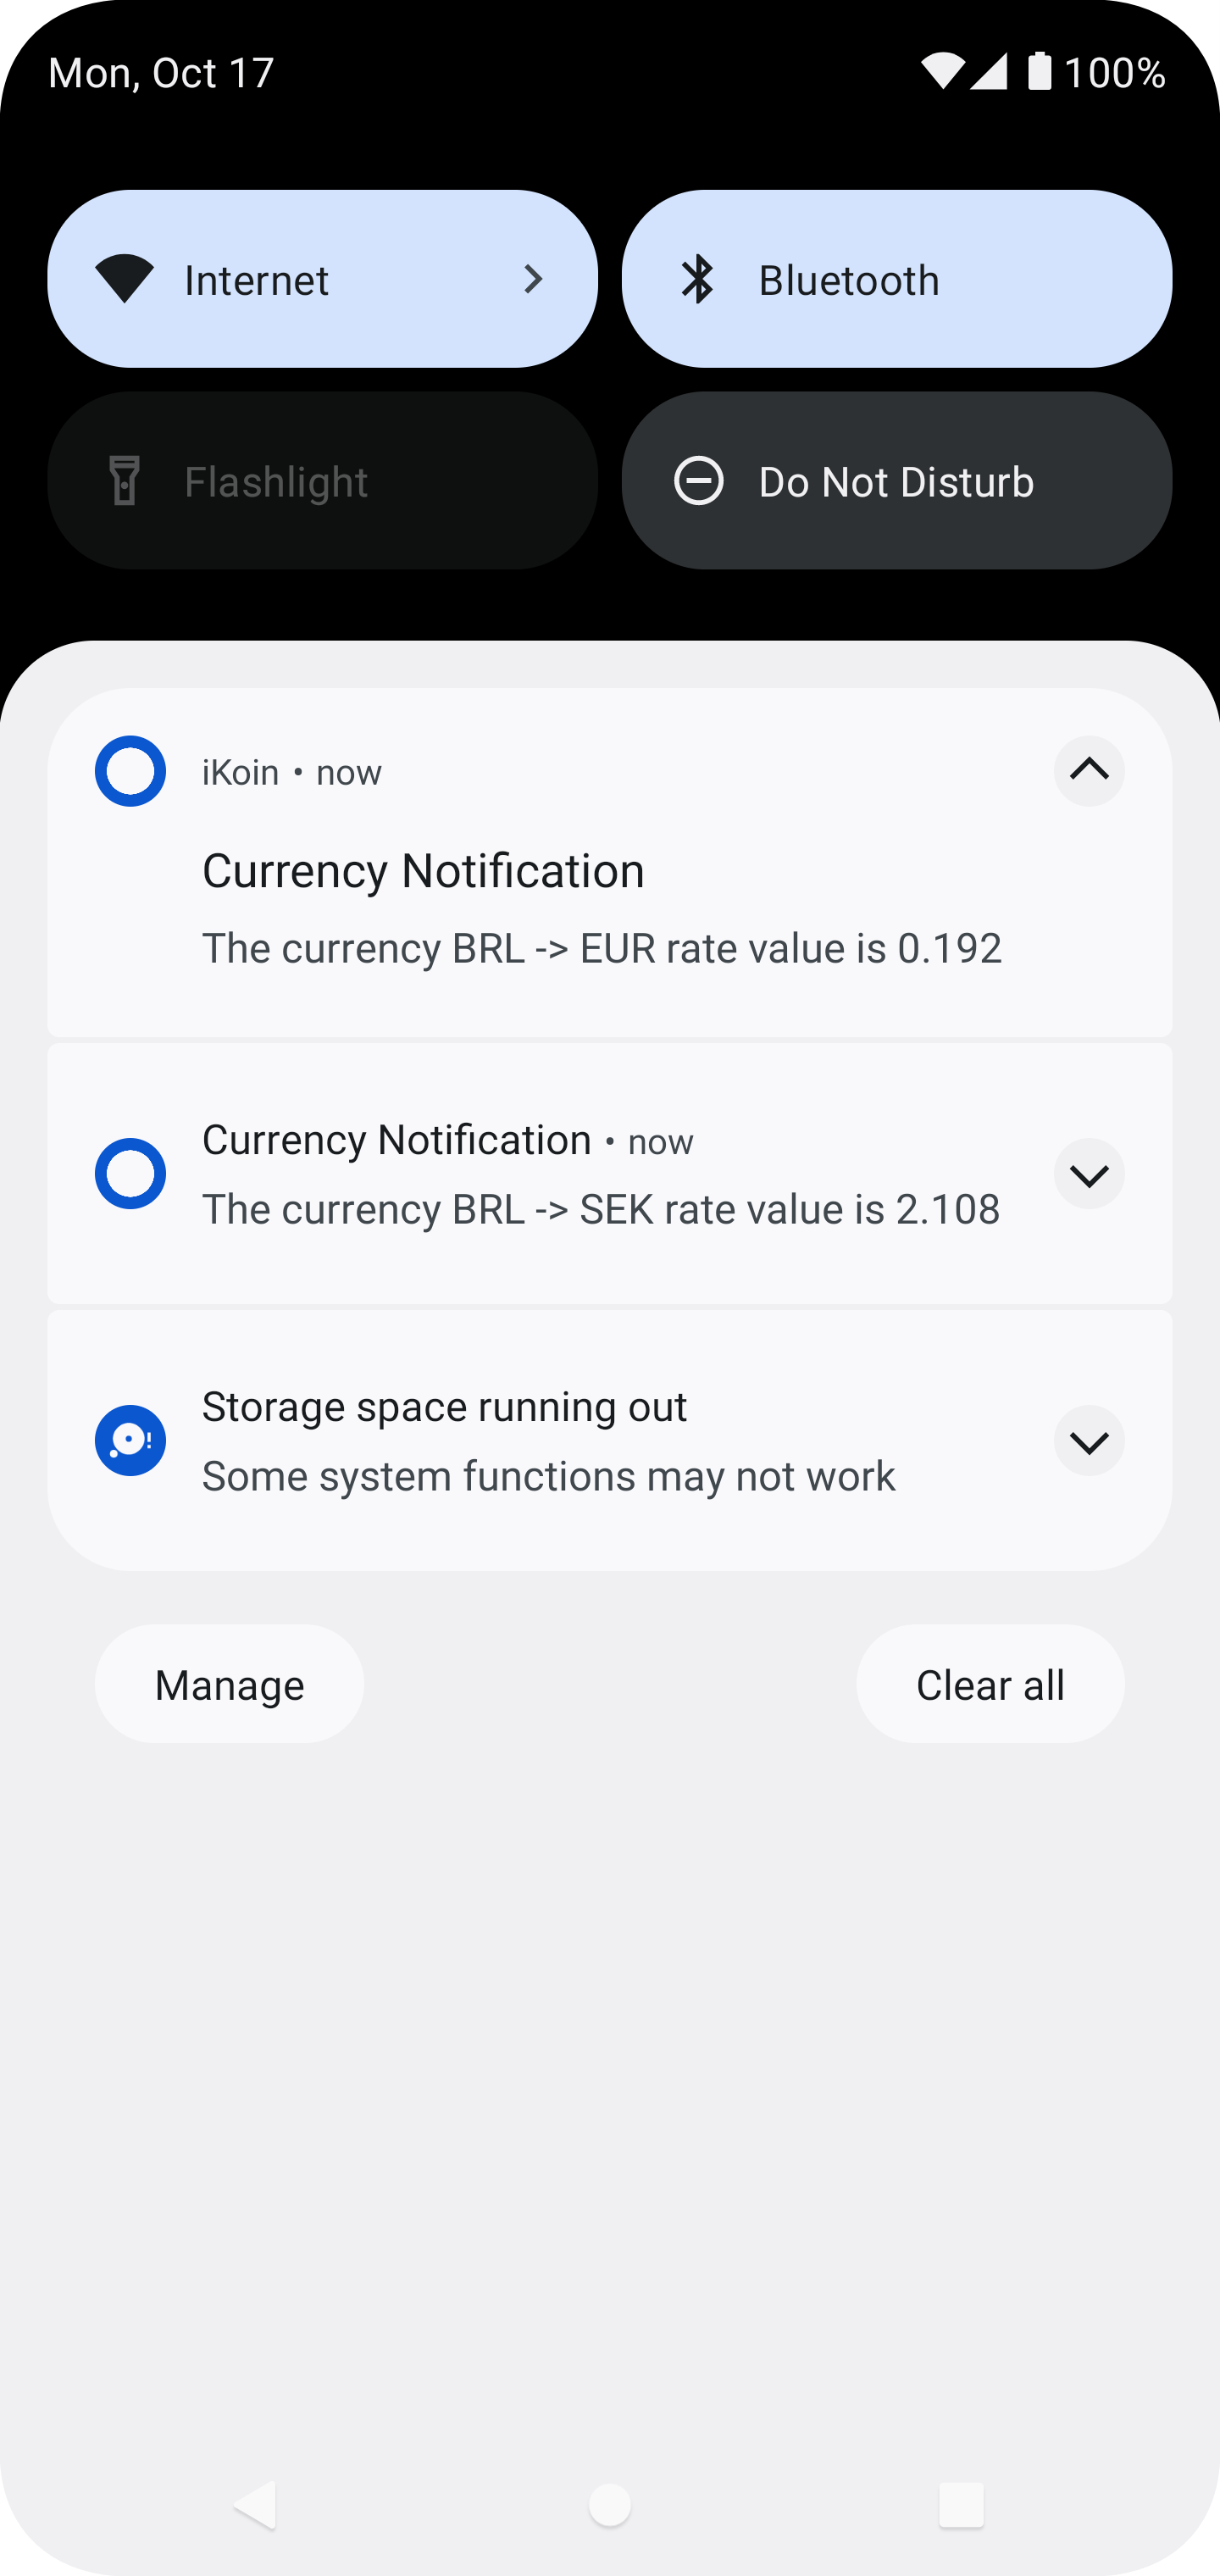 Mon, Oct 17 100%
Internet Bluetooth
Flashlight Do Not Disturb
iKoin • now
Currency Notification
The currency BRL -> EUR rate value is 0.192
Currency Notification • now
The currency BRL -> SEK rate value is 2.108
Storage space running out
Some system functions may not work
Manage Clear all